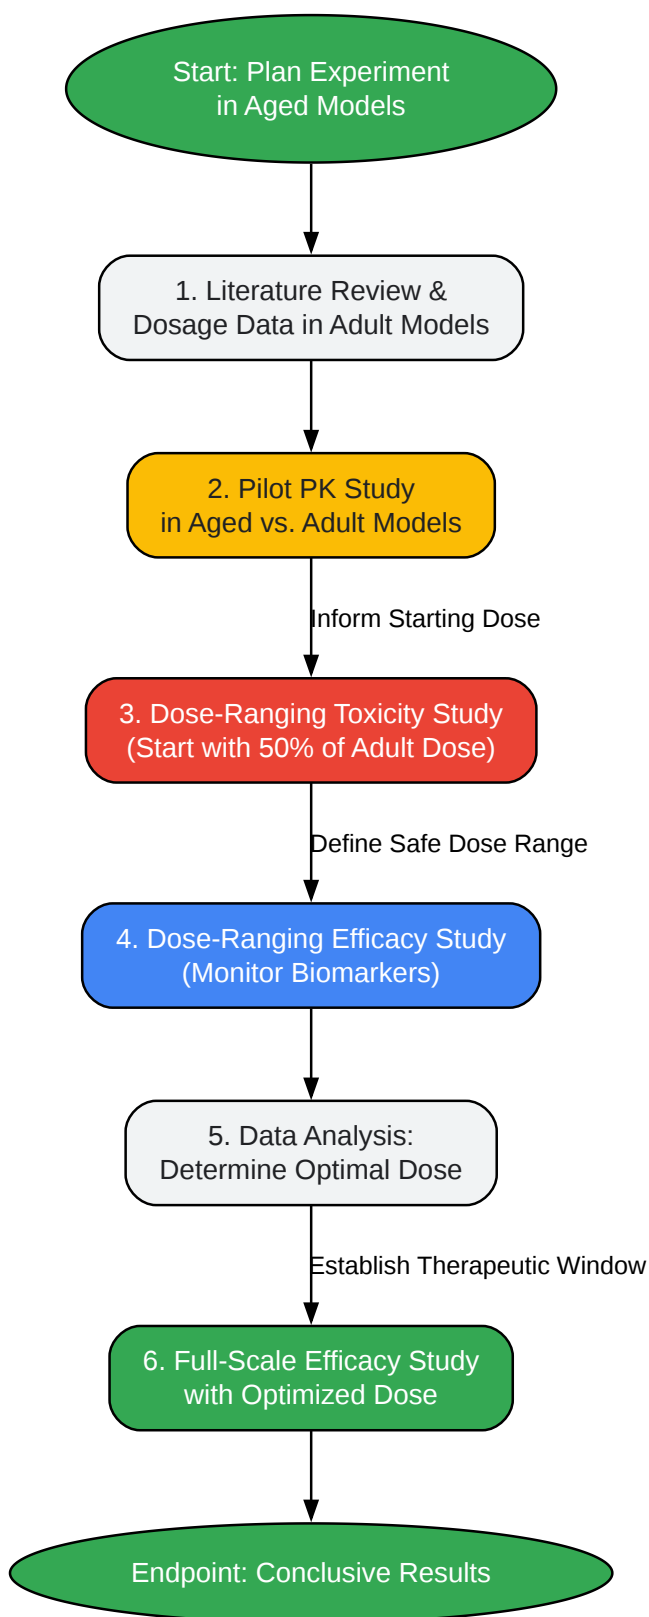 Start: Plan Experiment
in Aged Models
1. Literature Review &
Dosage Data in Adult Models
2. Pilot PK Study
in Aged vs. Adult Models
Inform Starting Dose
3. Dose-Ranging Toxicity Study
(Start with 50% of Adult Dose)
Define Safe Dose Range
4. Dose-Ranging Efficacy Study
(Monitor Biomarkers)
5. Data Analysis:
Determine Optimal Dose
Establish Therapeutic Window
6. Full-Scale Efficacy Study
with Optimized Dose
Endpoint: Conclusive Results